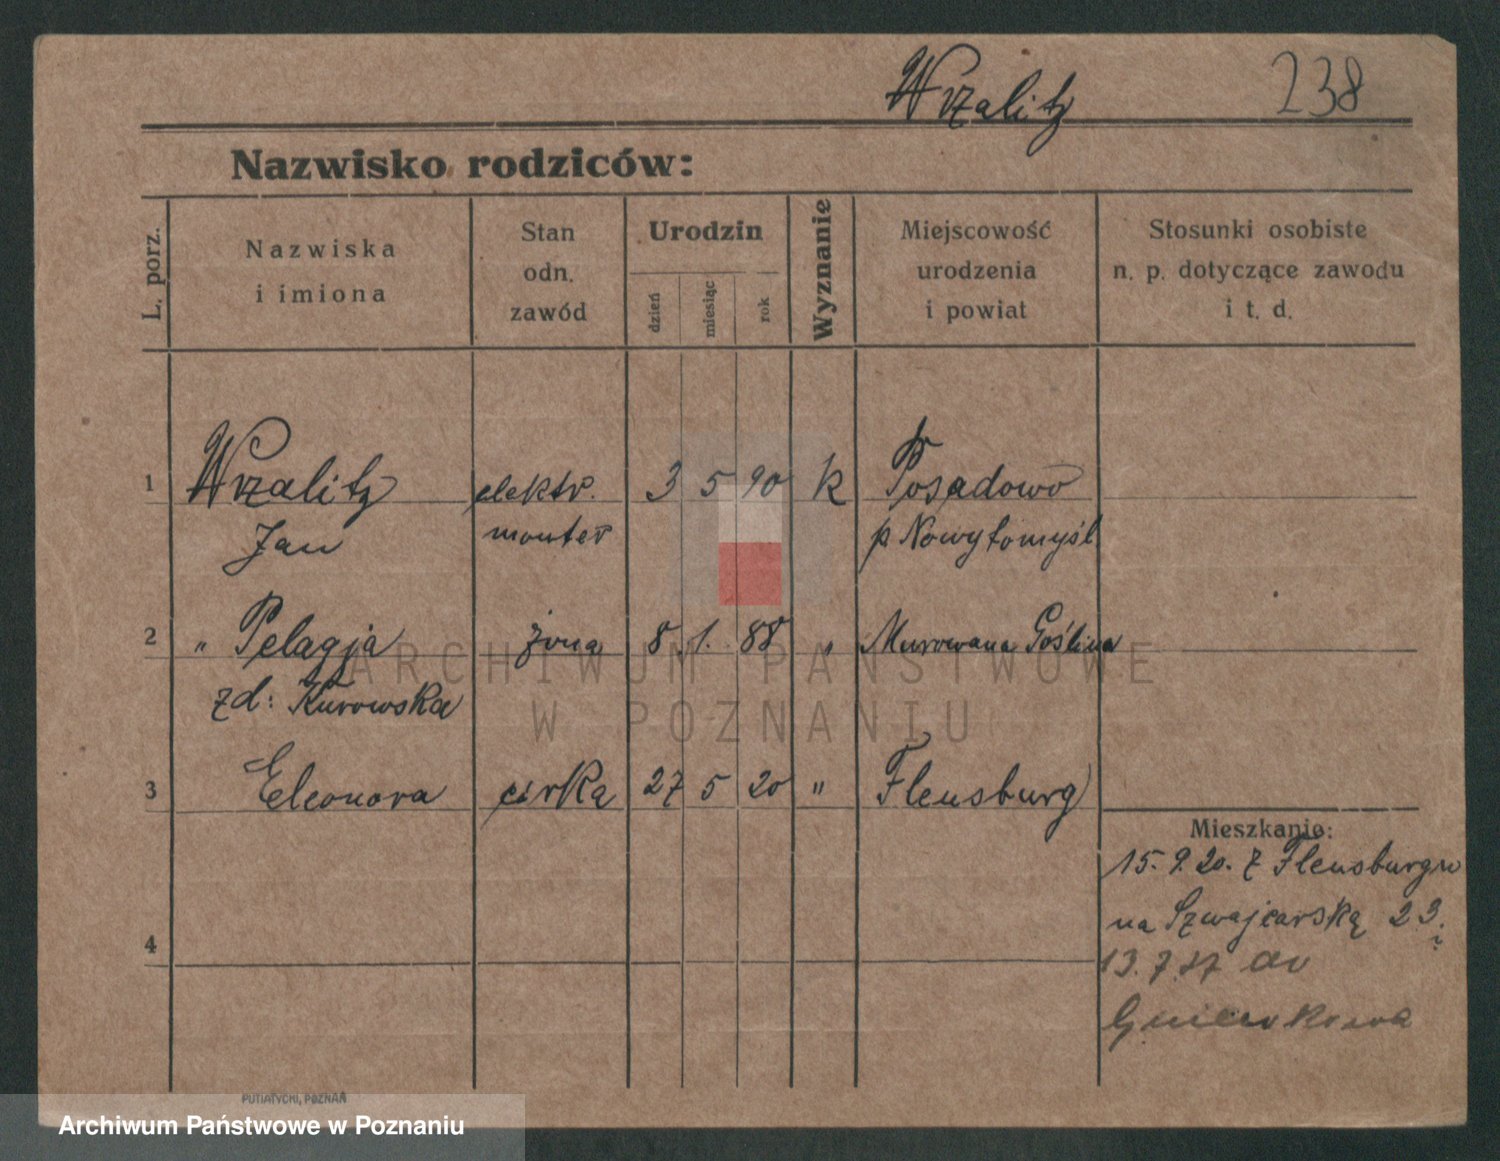 Wrzalitz 238
Nazwisko rodziców:
L. porz.
Nazwiska
i imiona
Stan
odn.
zawód
Urodzin
dzień
miesiąc
rok
Wyznanie
Miejscowość
urodzenia
i powiat
Stosunki osobiste
n. p. dotyczące zawodu
i t. d.
1 Wrzalitz elektr. 3 5 90 k Posadowo
Jan monter p Nowytomyśl
2 " Pelagja żona 8 1. 88 " Murowana Goślina
zd: Kurowska
3 Eleonora córka 27 5 20 " Flensburg
Mieszkanie:
15. 9. 20. z Flensburga
na Szwajcarską 23.
4
13. 7. 27 do
Gniewkowa
PUTIATYCKI, POZNAŃ
ARCHIWUM PAŃSTWOWE
W POZNANIU
Archiwum Państwowe w Poznaniu